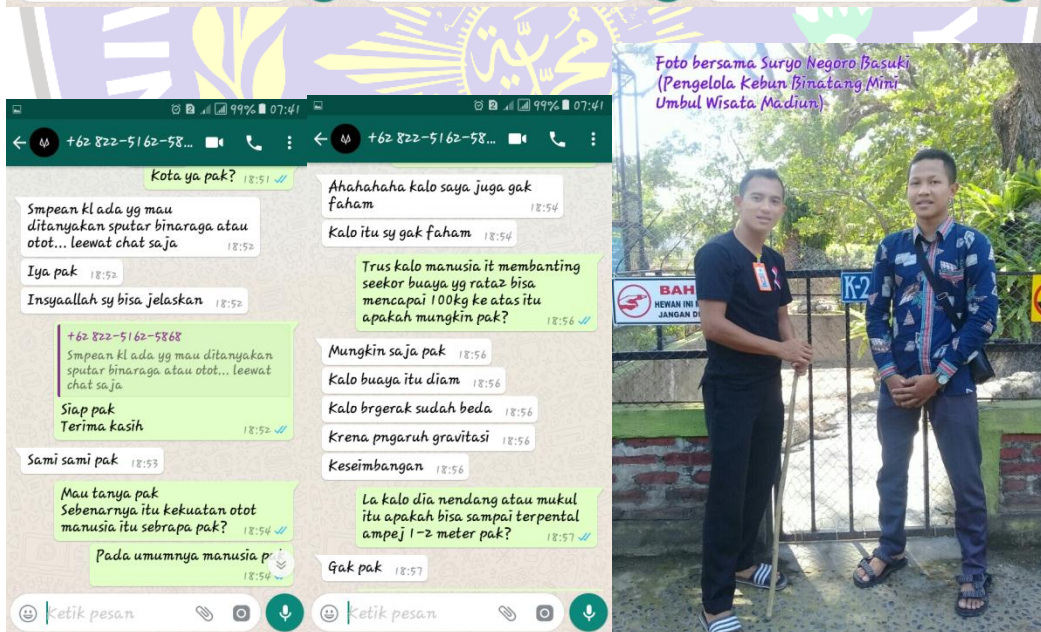 99% 07:41
+62 822-5162-58...
Kota ya pak? 18:51
Smpean kl ada yg mau
ditanyakan sputar binaraga atau
otot... leewat chat saja 18:52
Iya pak 18:52
Insyaallah sy bisa jelaskan 18:52
+62 822-5162-5868
Smpean kl ada yg mau ditanyakan
sputar binaraga atau otot... leewat
chat saja
Siap pak
Terima kasih 18:52
Sami sami pak 18:53
Mau tanya pak
Sebenarnya itu kekuatan otot
manusia itu sebrapa pak? 18:54
Pada umumnya manusia
18:54
Ketik pesan
99% 07:41
+62 822-5162-58...
Ahahahaha kalo saya juga gak
faham 18:54
Kalo itu sy gak faham 18:54
Trus kalo manusia it membanting
seekor buaya yg rata2 bisa
mencapai 100kg ke atas itu
apakah mungkin pak? 18:56
Mungkin saja pak 18:56
Kalo buaya itu diam 18:56
Kalo brgerak sudah beda 18:56
Krena pngaruh gravitasi 18:56
Keseimbangan 18:56
La kalo dia nendang atau mukul
itu apakah bisa sampai terpental
ampej 1-2 meter pak? 18:57
Gak pak 18:57
Ketik pesan
Foto bersama Suryo Negoro Basuki
(Pengelola Kebun Binatang Mini
Umbul Wisata Madiun)
BAH
HEWAN INI
JANGAN
K-2